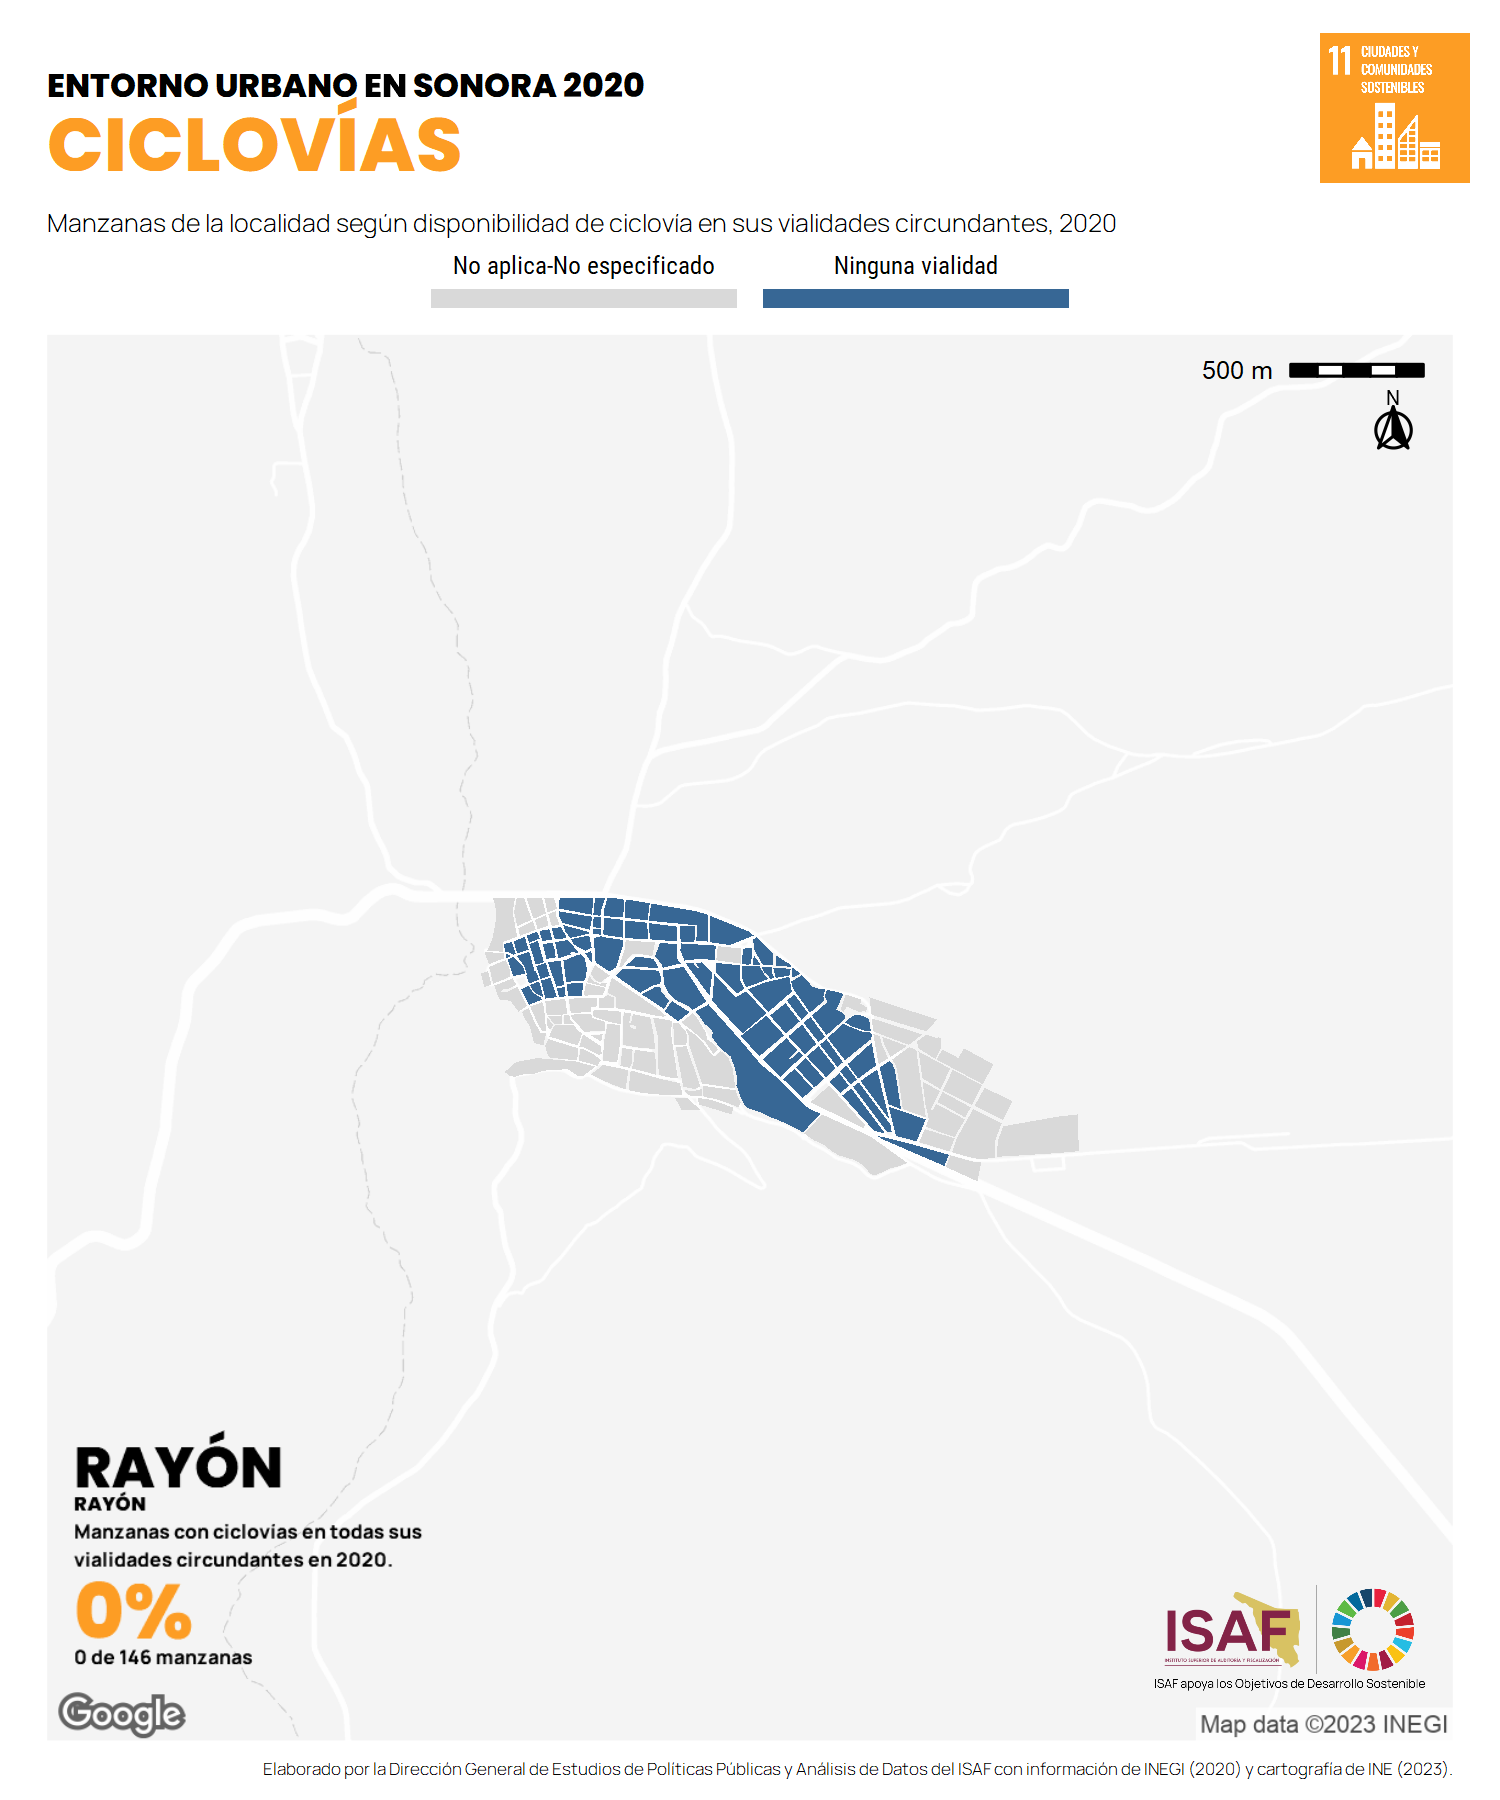 ENTORNO URBANO EN SONORA 2020
CICLOVÍAS
11 CIUDADES Y
COMUNIDADES
SOSTENIBLES
Manzanas de la localidad según disponibilidad de ciclovía en sus vialidades circundantes, 2020
No aplica-No especificado
Ninguna vialidad
500 m
N
RAYÓN
RAYÓN
Manzanas con ciclovias en todas sus
vialidades circundantes en 2020.
0%
0 de 146 manzanas
Google
ISAF
INSTITUTO SUPERIOR DE AUDITORÍA Y FISCALIZACIÓN
ISAF apoya los Objetivos de Desarrollo Sostenible
Map data ©2023 INEGI
Elaborado por la Dirección General de Estudios de Políticas Públicas y Análisis de Datos del ISAF con información de INEGI (2020) y cartografía de INE (2023).